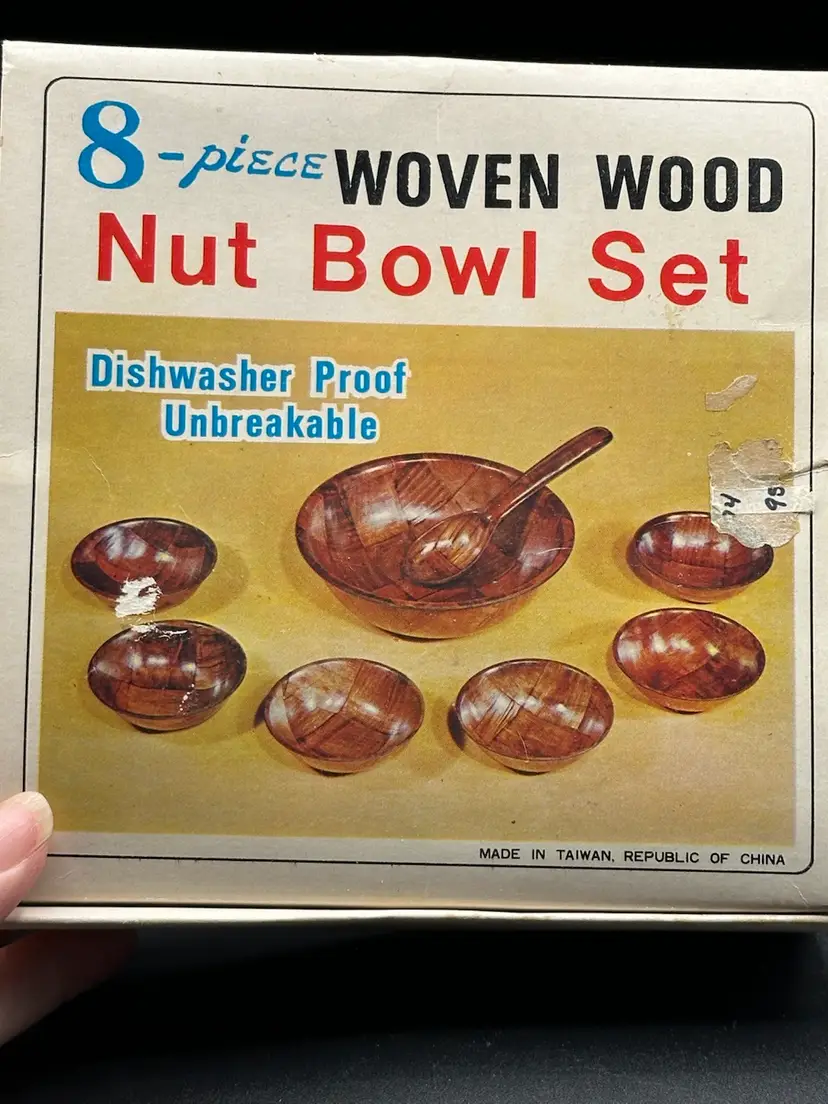 8-piece WOVEN WOOD
Nut Bowl Set
Dishwasher Proof
Unbreakable
MADE IN TAIWAN, REPUBLIC OF CHINA